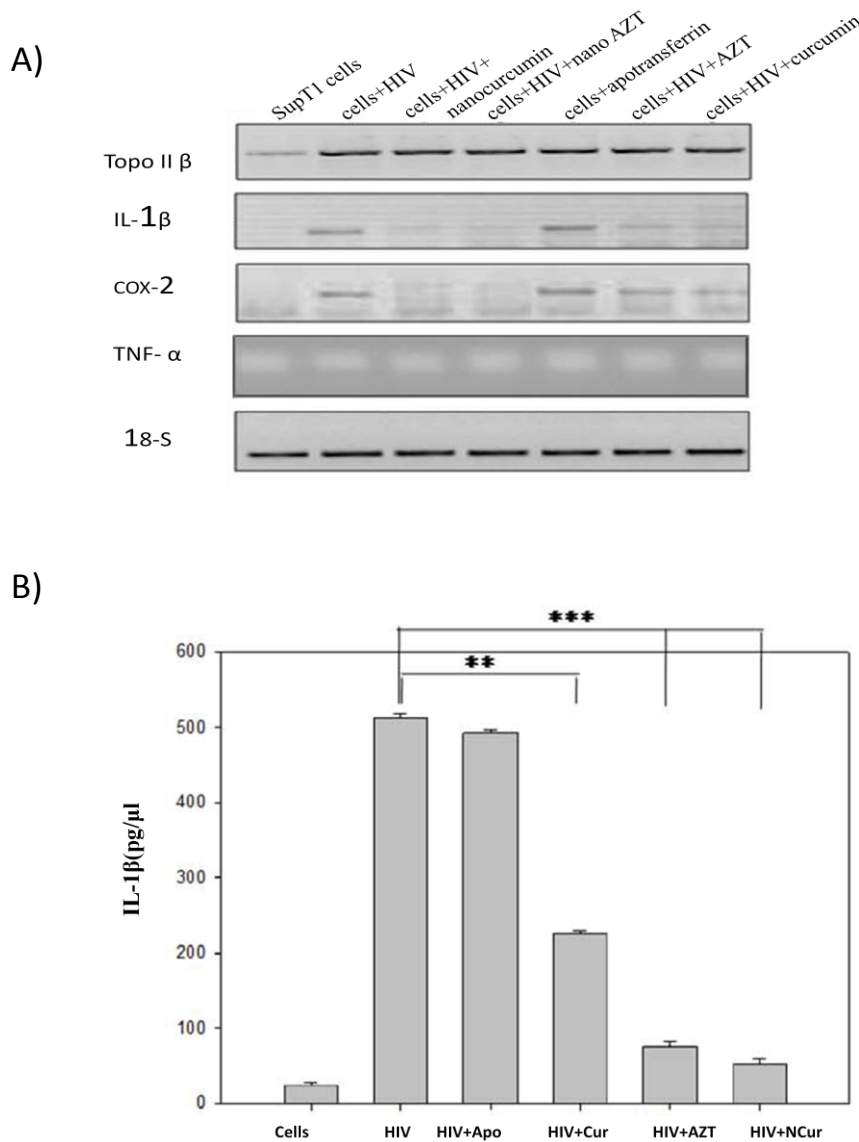 A)
SupT1 cells
cells+HIV
cells+HIV+
nanocurcumin
cells+HIV+nano AZT
cells+apotransferrin
cells+HIV+AZT
cells+HIV+curcumin
Topo II β
IL-1β
COX-2
TNF- α
18-S
B)
***
**
600
500
400
300
200
100
0
IL-1β(pg/µl
Cells HIV HIV+Apo HIV+Cur HIV+AZT HIV+NCur